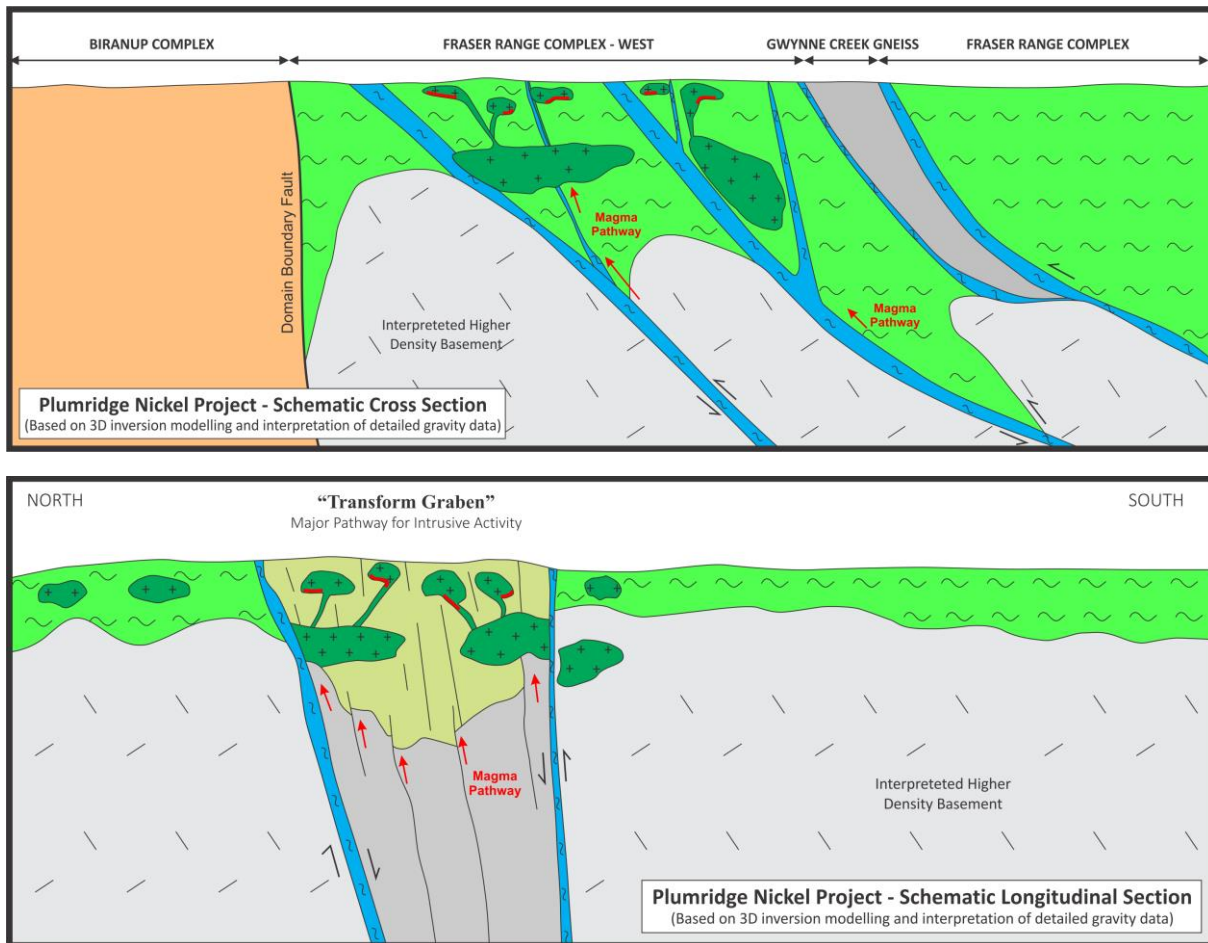 BIRANUP COMPLEX
FRASER RANGE COMPLEX - WEST
GWYNNE CREEK GNEISS
FRASER RANGE COMPLEX
Domain Boundary Fault
Magma
Pathway
Magma
Pathway
Interpreteted Higher
Density Basement
Plumridge Nickel Project - Schematic Cross Section
(Based on 3D inversion modelling and interpretation of detailed gravity data)
NORTH
“Transform Graben”
Major Pathway for Intrusive Activity
SOUTH
Magma
Pathway
Interpreteted Higher
Density Basement
Plumridge Nickel Project - Schematic Longitudinal Section
(Based on 3D inversion modelling and interpretation of detailed gravity data)